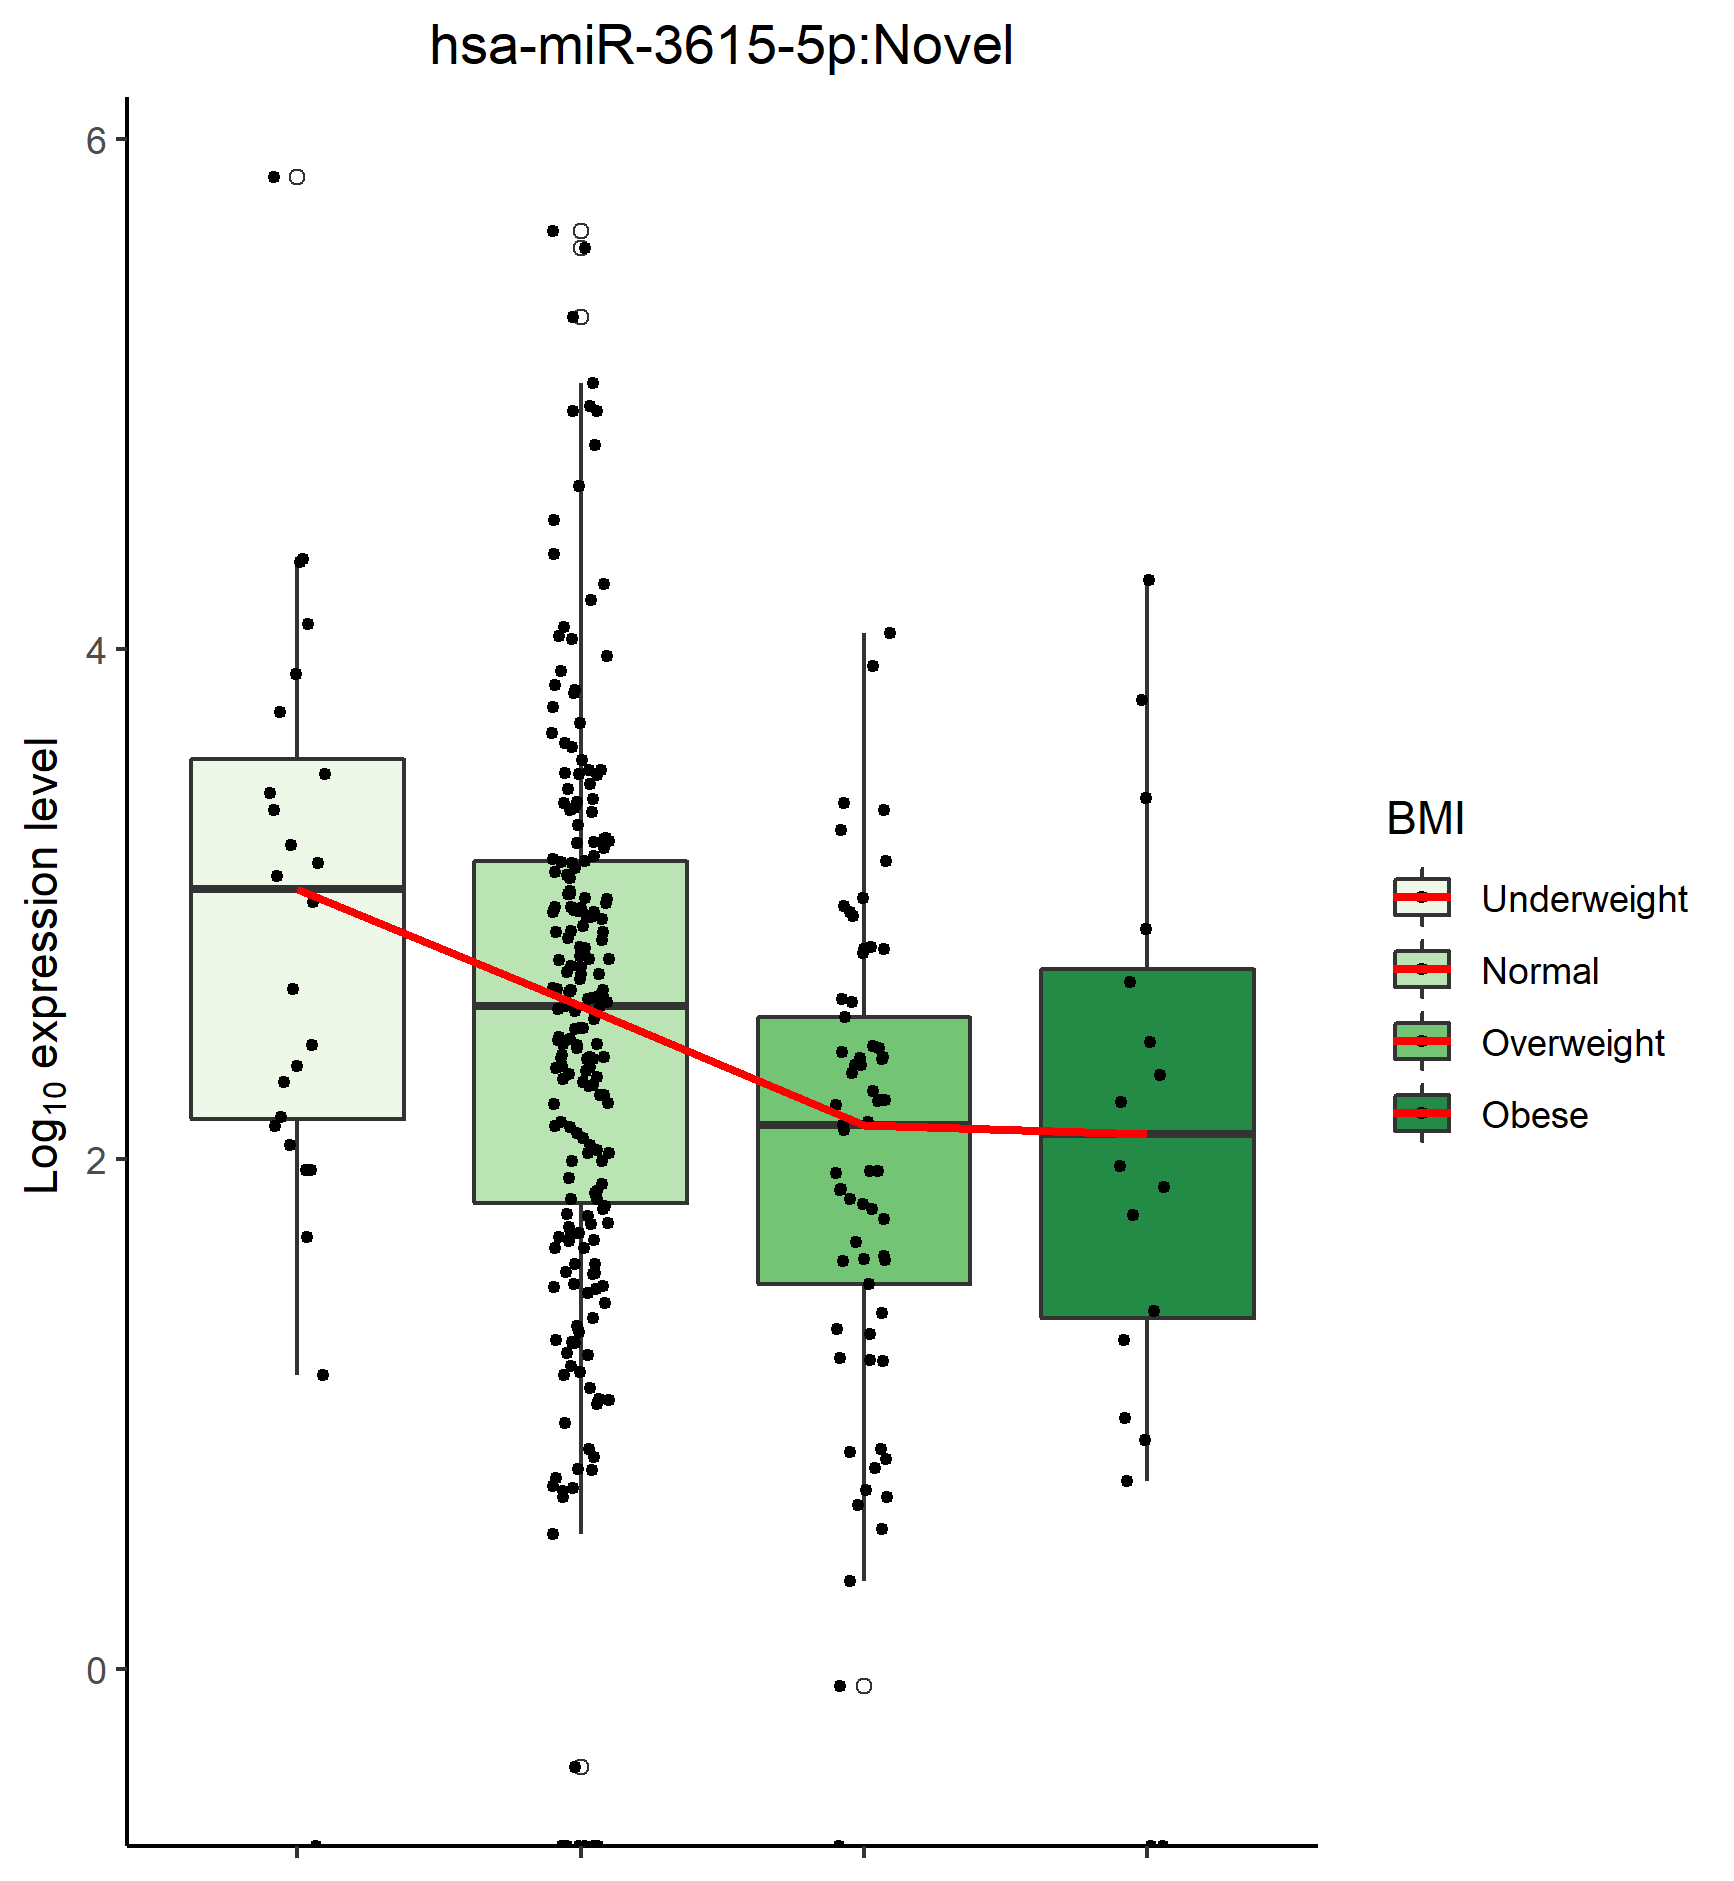 hsa-miR-3615-5p:Novel
6
4
2
0
Log10 expression level
BMI
Underweight
Normal
Overweight
Obese